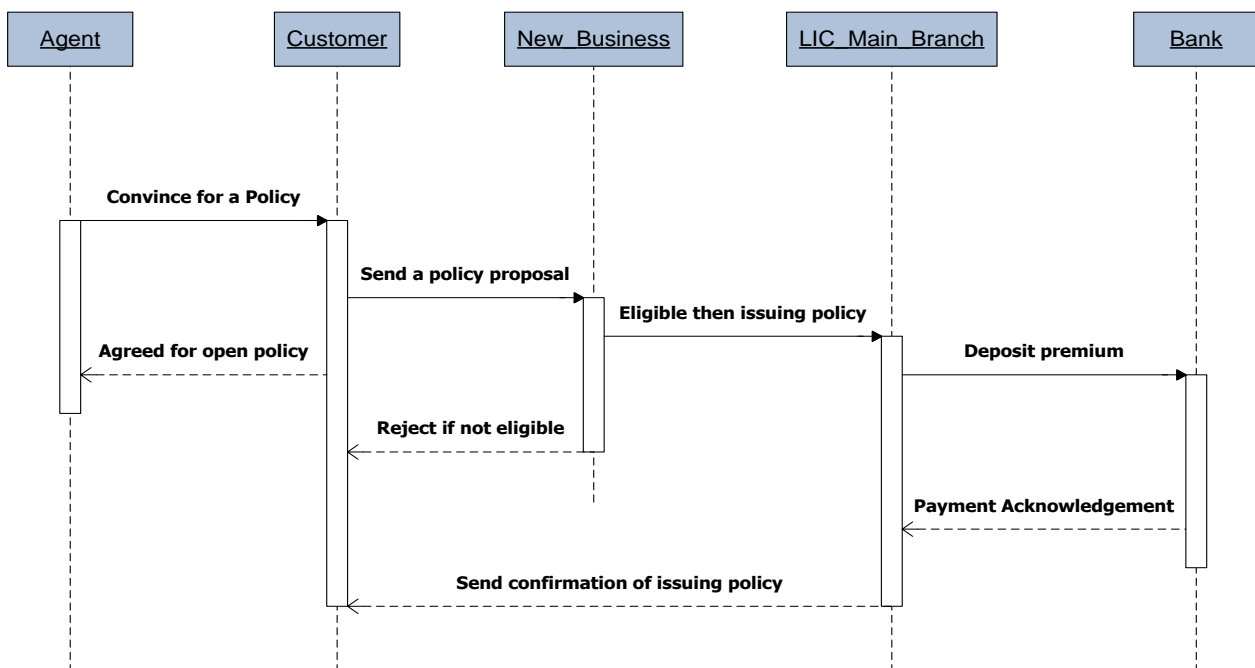 Agent
Customer
New_Business
LIC_Main_Branch
Bank
Convince for a Policy
Send a policy proposal
Eligible then issuing policy
Agreed for open policy
Deposit premium
Reject if not eligible
Payment Acknowledgement
Send confirmation of issuing policy